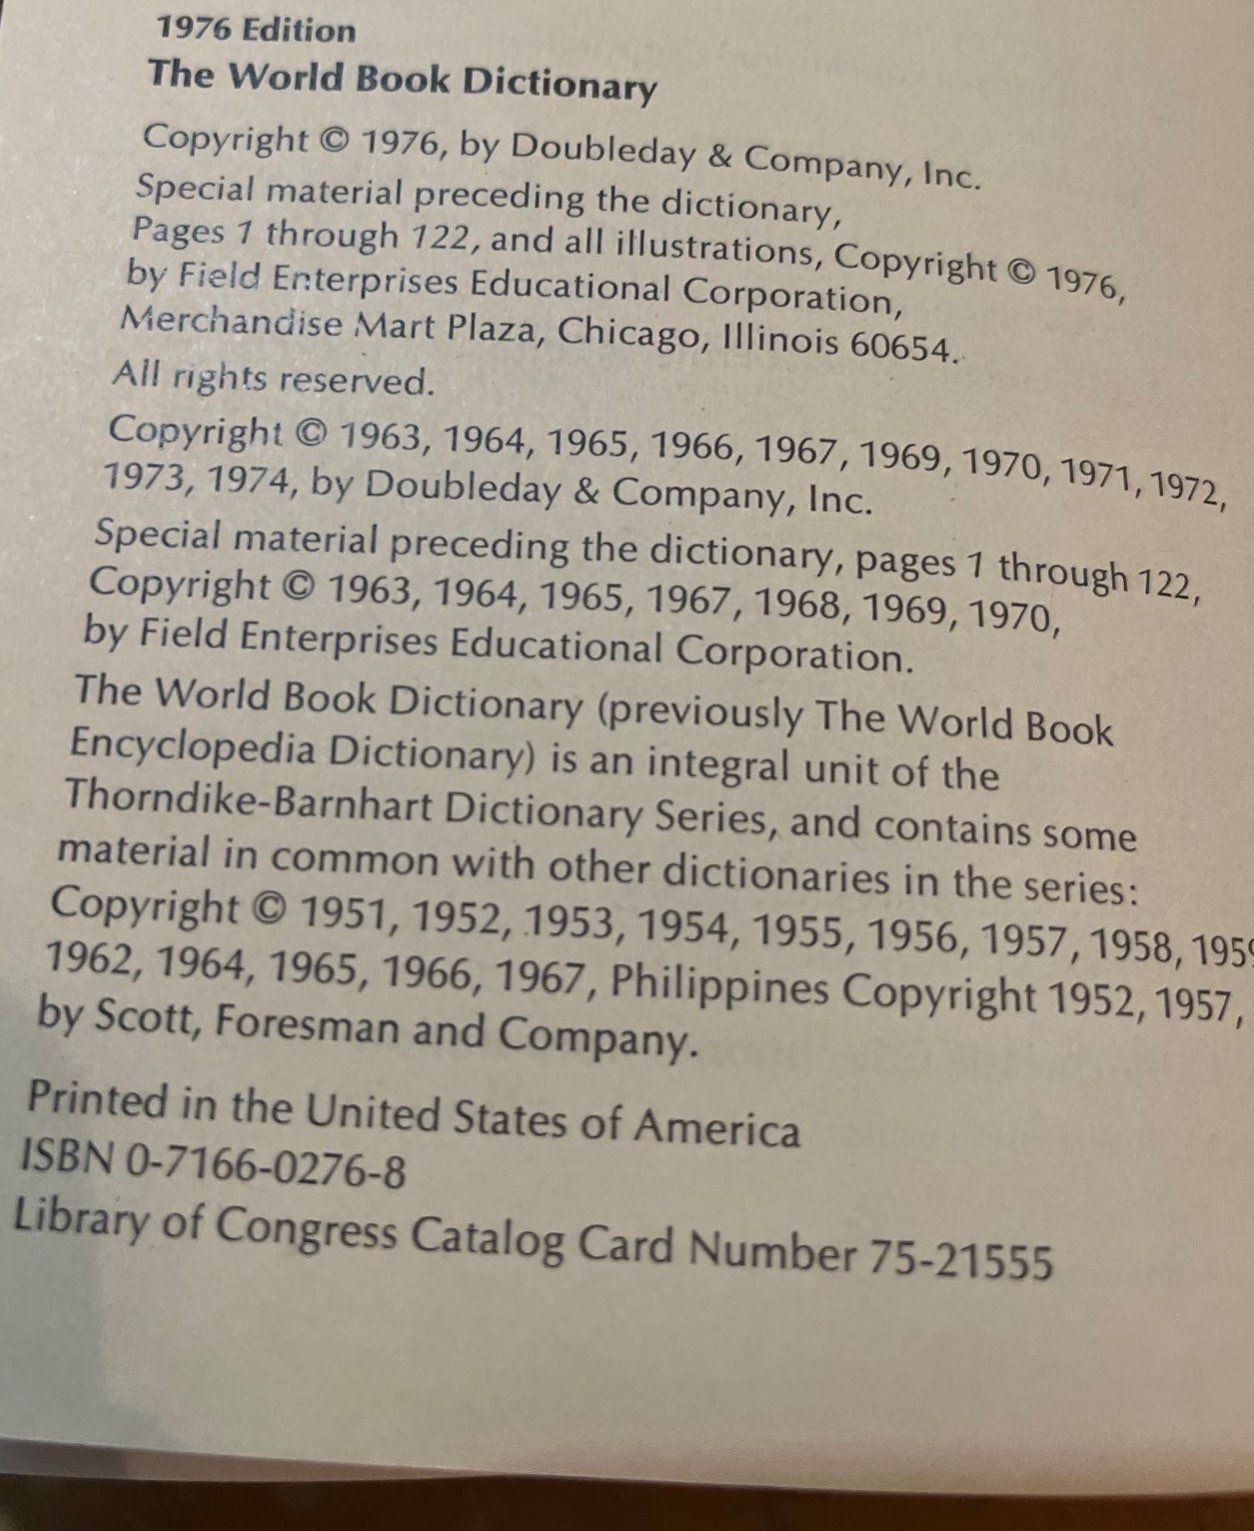 1976 Edition
The World Book Dictionary
Copyright © 1976, by Doubleday & Company, Inc.
Special material preceding the dictionary,
Pages 1 through 122, and all illustrations, Copyright © 1976,
by Field Enterprises Educational Corporation,
Merchandise Mart Plaza, Chicago, Illinois 60654.
All rights reserved.
Copyright © 1963, 1964, 1965, 1966, 1967, 1969, 1970, 1971, 1972,
1973, 1974, by Doubleday & Company, Inc.
Special material preceding the dictionary, pages 1 through 122,
Copyright © 1963, 1964, 1965, 1967, 1968, 1969, 1970,
by Field Enterprises Educational Corporation.
The World Book Dictionary (previously The World Book
Encyclopedia Dictionary) is an integral unit of the
Thorndike-Barnhart Dictionary Series, and contains some
material in common with other dictionaries in the series:
Copyright © 1951, 1952, 1953, 1954, 1955, 1956, 1957, 1958, 1959
1962, 1964, 1965, 1966, 1967, Philippines Copyright 1952, 1957,
by Scott, Foresman and Company.
Printed in the United States of America
ISBN 0-7166-0276-8
Library of Congress Catalog Card Number 75-21555